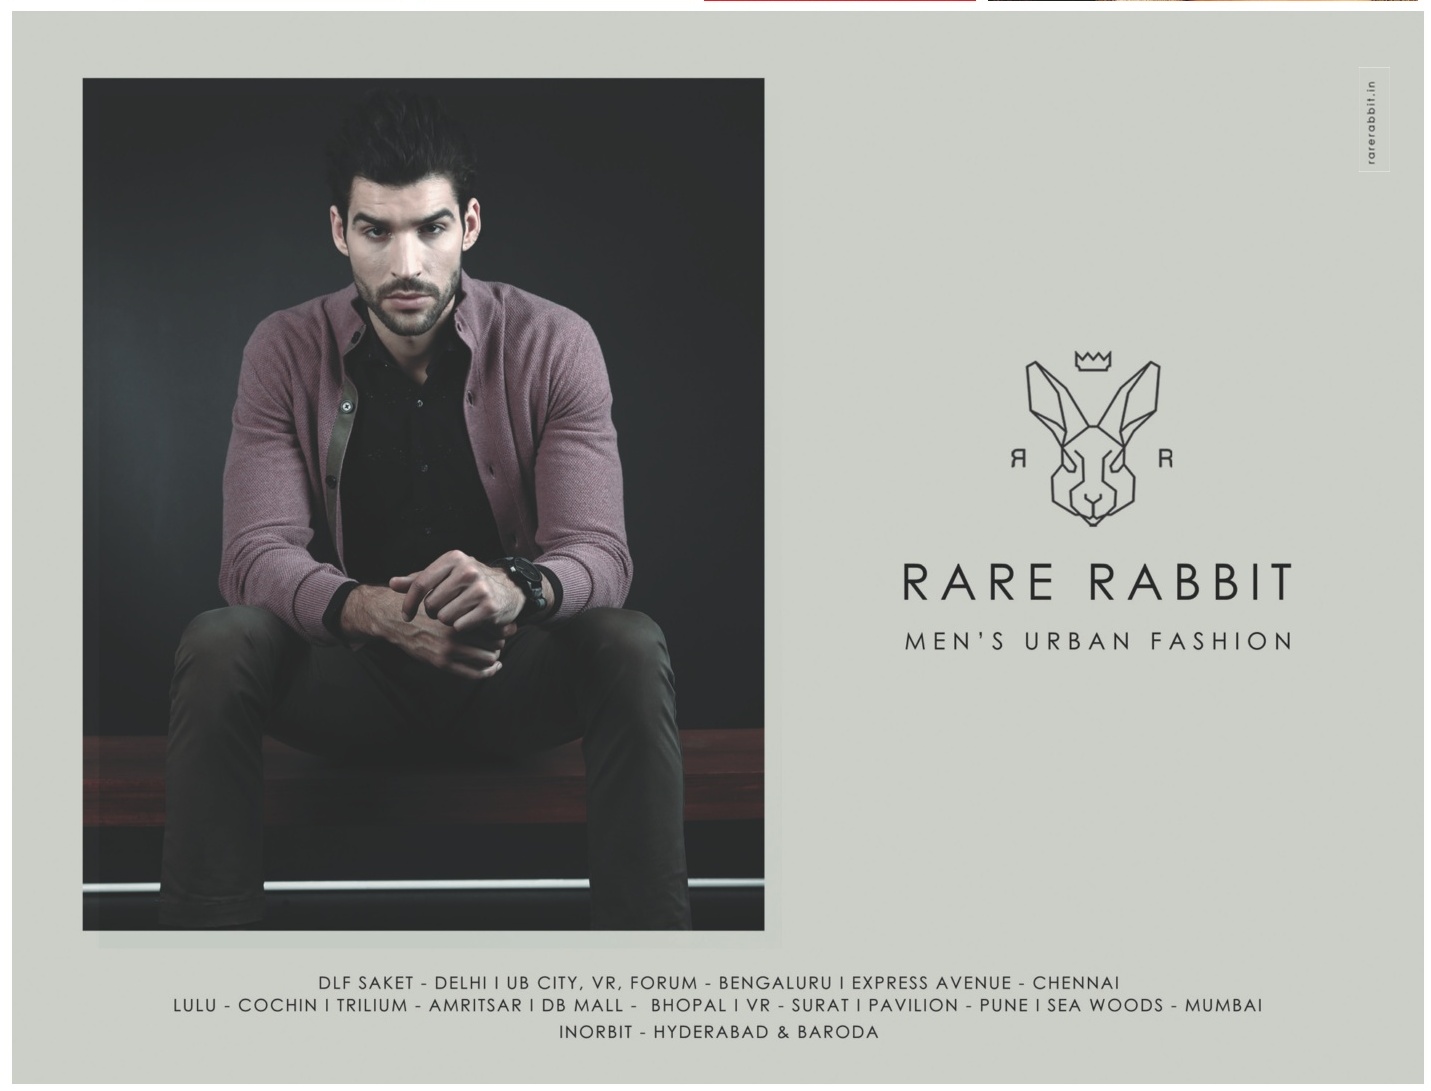 rarerabbit.in
R R
RARE RABBIT
MEN'S URBAN FASHION
DLF SAKET - DELHI I UB CITY, VR, FORUM - BENGALURU I EXPRESS AVENUE - CHENNAI
LULU - COCHIN I TRILIUM - AMRITSAR I DB MALL - BHOPAL I VR - SURAT I PAVILION - PUNE I SEA WOODS - MUMBAI
INORBIT - HYDERABAD & BARODA